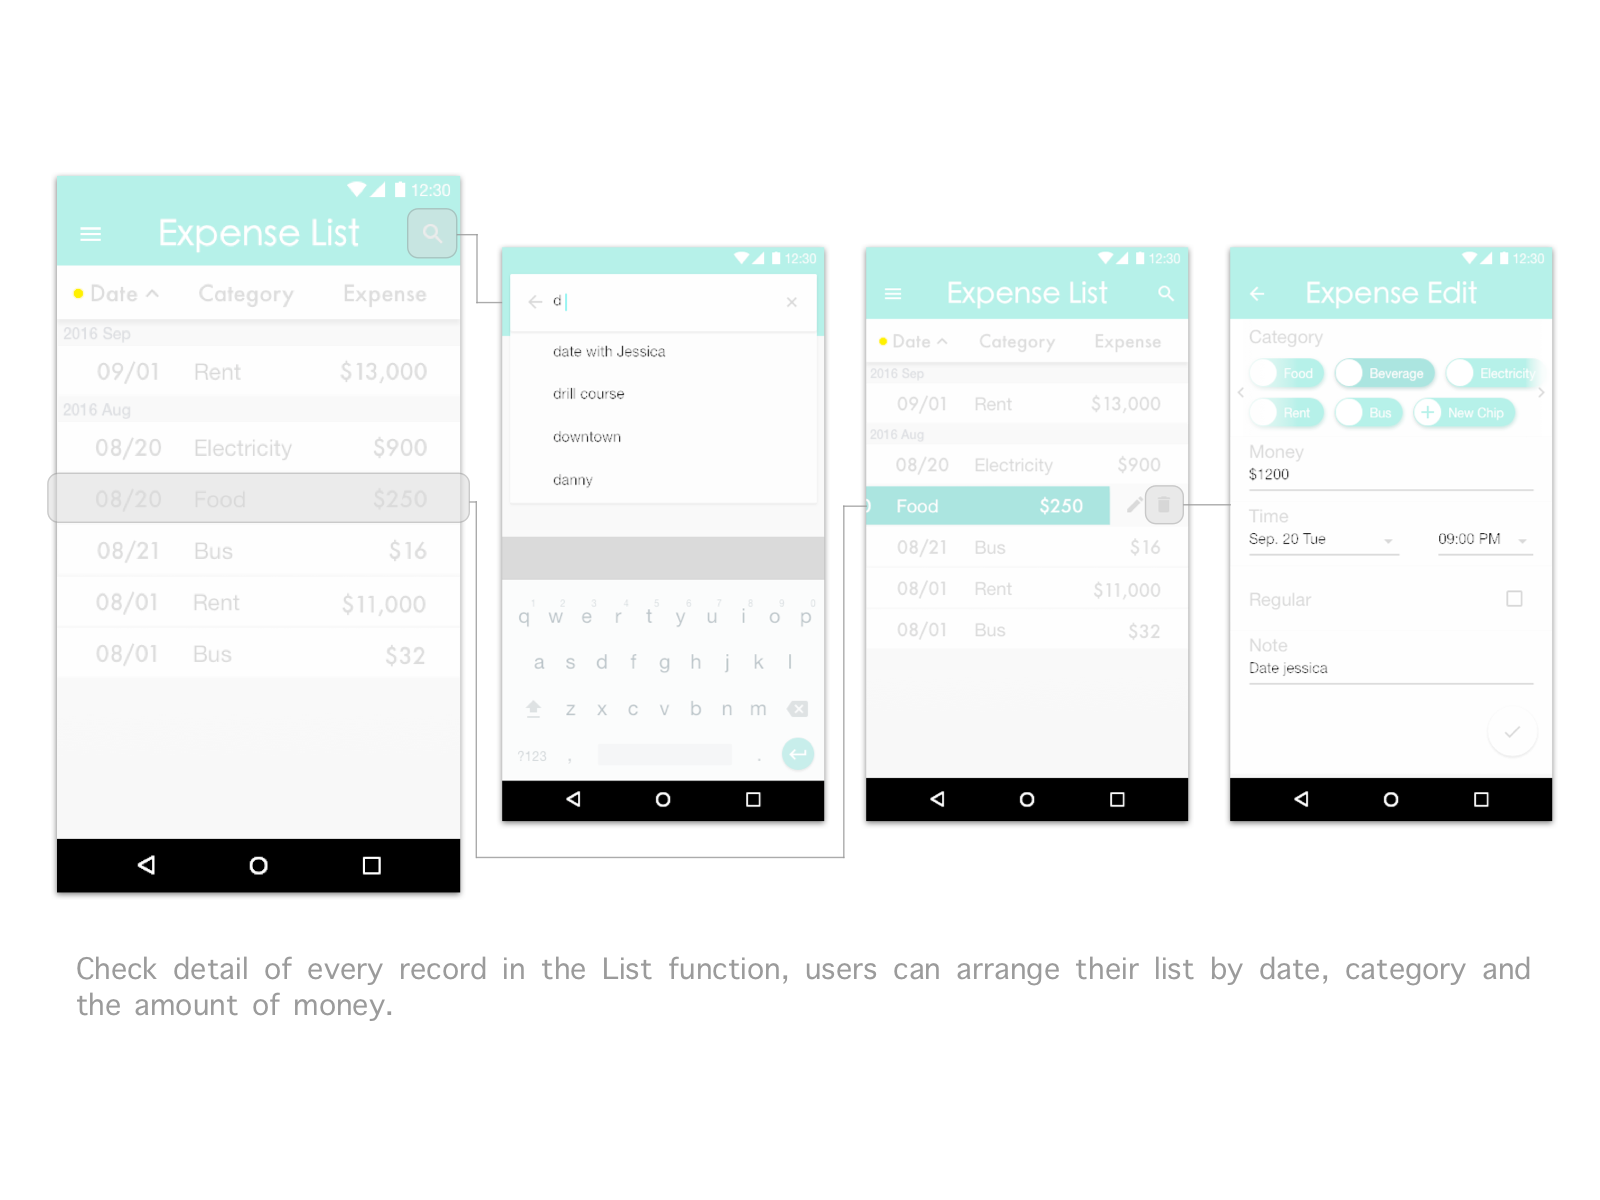 12:30
Expense List
Date Category Expense
2016 Sep
09/01 Rent $13,000
2016 Aug
08/20 Electricity $900
08/20 Food $250
08/21 Bus $16
08/01 Rent $11,000
08/01 Bus $32
12:30
d
date with Jessica
drill course
downtown
danny
1 2 3 4 5 6 7 8 9 0
q w e r t y u i o p
a s d f g h j k l
z x c v b n m
?123 , .
12:30
Expense List
Date Category Expense
2016 Sep
09/01 Rent $13,000
2016 Aug
08/20 Electricity $900
0 Food $250
08/21 Bus $16
08/01 Rent $11,000
08/01 Bus $32
12:30
Expense Edit
Category
Food Beverage Electricity
Rent Bus New Chip
Money
$1200
Time
Sep. 20 Tue 09:00 PM
Regular
Note
Date jessica
Check detail of every record in the List function, users can arrange their list by date, category and
the amount of money.